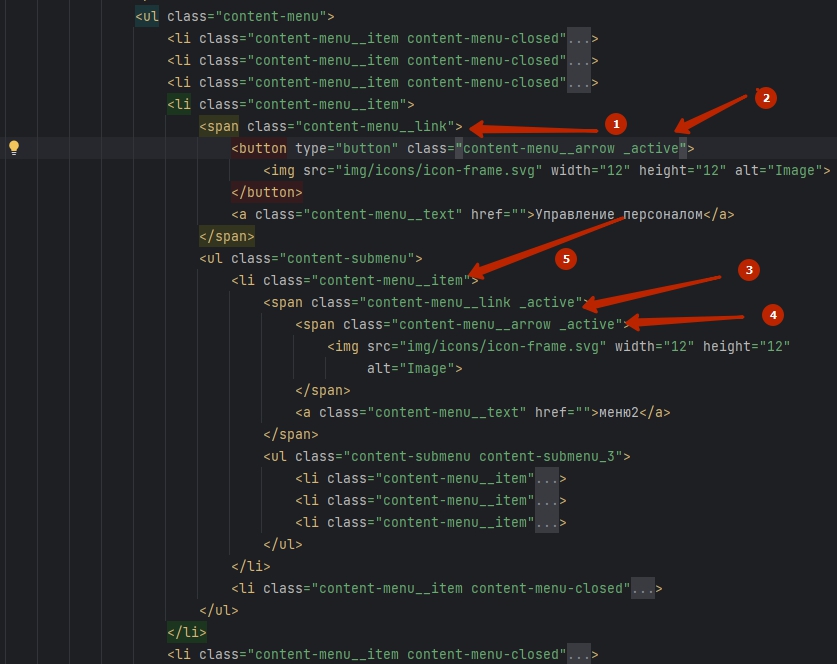 <ul class="content-menu">
<li class="content-menu__item content-menu-closed"...>
<li class="content-menu__item content-menu-closed"...>
<li class="content-menu__item content-menu-closed"...>
<li class="content-menu__item">
2
<span class="content-menu__link">
1
<button type="button" class="content-menu__arrow _active">
<img src="img/icons/icon-frame.svg" width="12" height="12" alt="Image">
</button>
<a class="content-menu__text" href="">Управление персоналом</a>
</span>
<ul class="content-submenu">
5
<li class="content-menu__item">
3
<span class="content-menu__link _active">
4
<span class="content-menu__arrow _active">
<img src="img/icons/icon-frame.svg" width="12" height="12"
alt="Image">
</span>
<a class="content-menu__text" href="">меню2</a>
</span>
<ul class="content-submenu content-submenu_3">
<li class="content-menu__item"...>
<li class="content-menu__item"...>
<li class="content-menu__item"...>
</ul>
</li>
<li class="content-menu__item content-menu-closed"...>
</ul>
</li>
<li class="content-menu__item content-menu-closed"...>